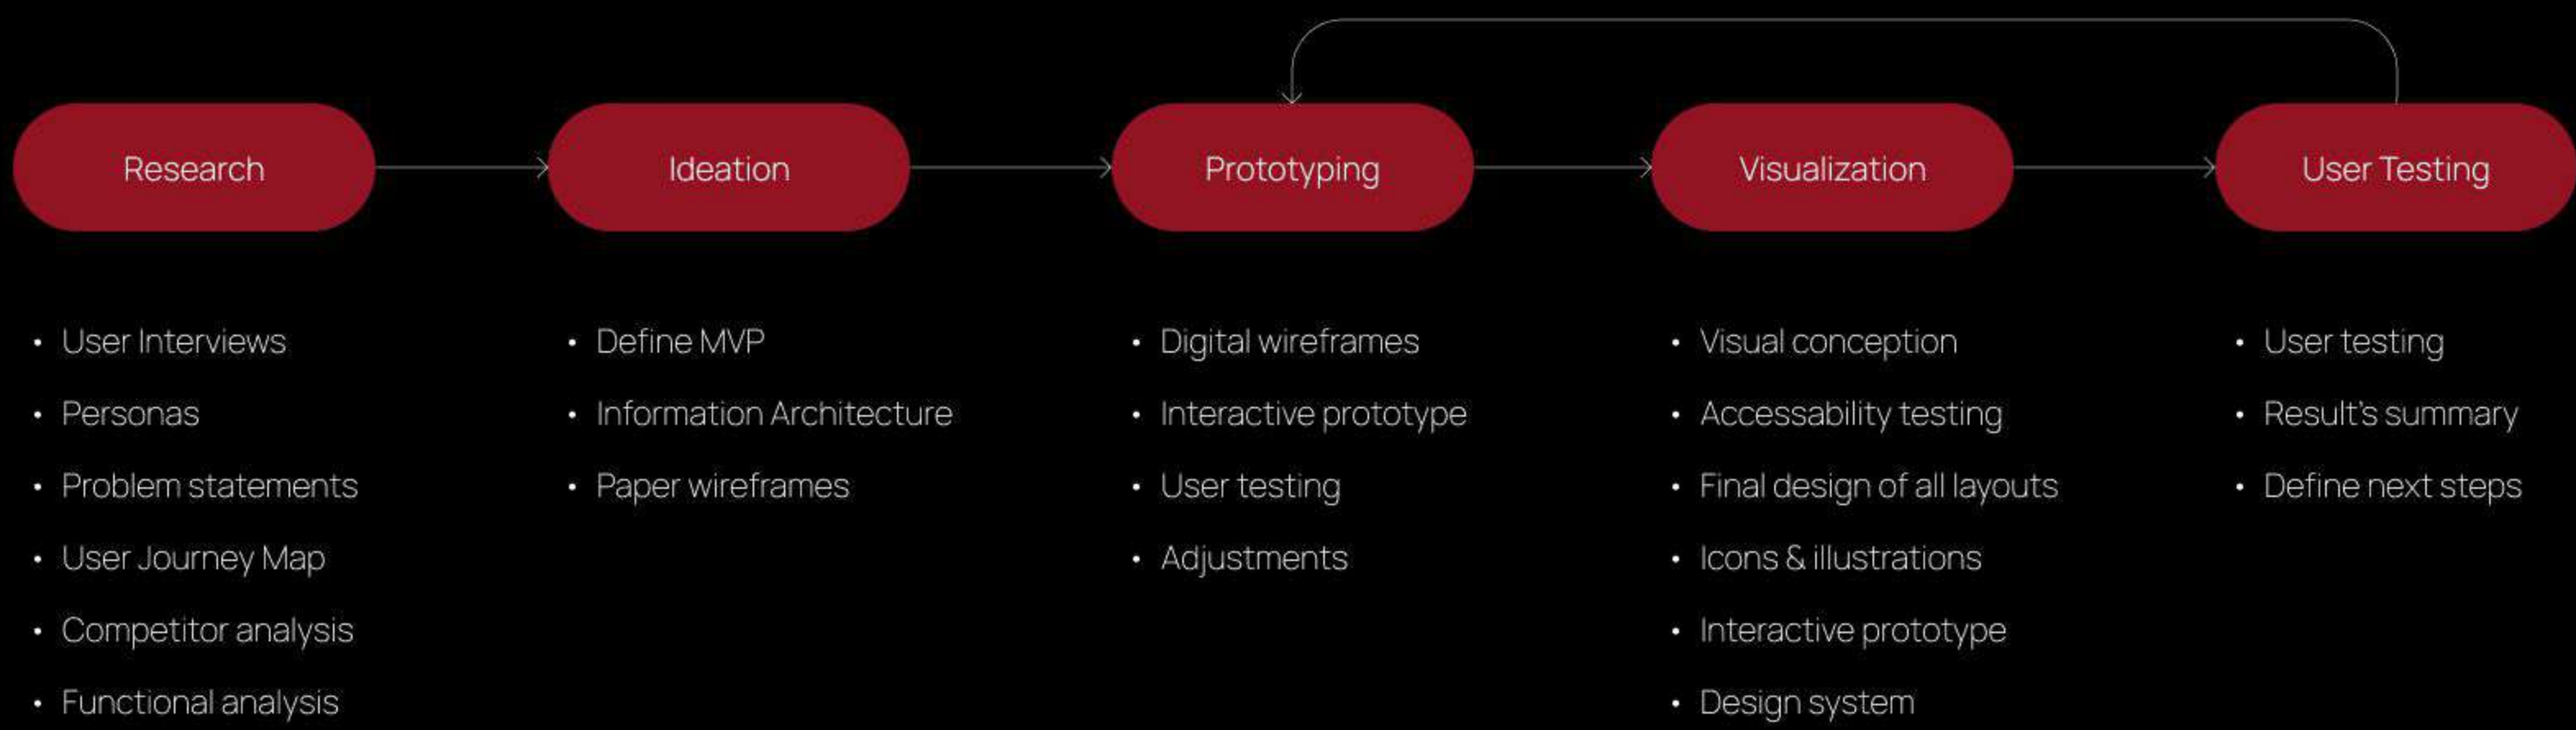 Research
Ideation
Prototyping
Visualization
User Testing
• User Interviews
• Personas
• Problem statements
• User Journey Map
• Competitor analysis
• Functional analysis
• Define MVP
• Information Architecture
• Paper wireframes
• Digital wireframes
• Interactive prototype
• User testing
• Adjustments
• Visual conception
• Accessability testing
• Final design of all layouts
• Icons & illustrations
• Interactive prototype
• Design system
• User testing
• Result's summary
• Define next steps